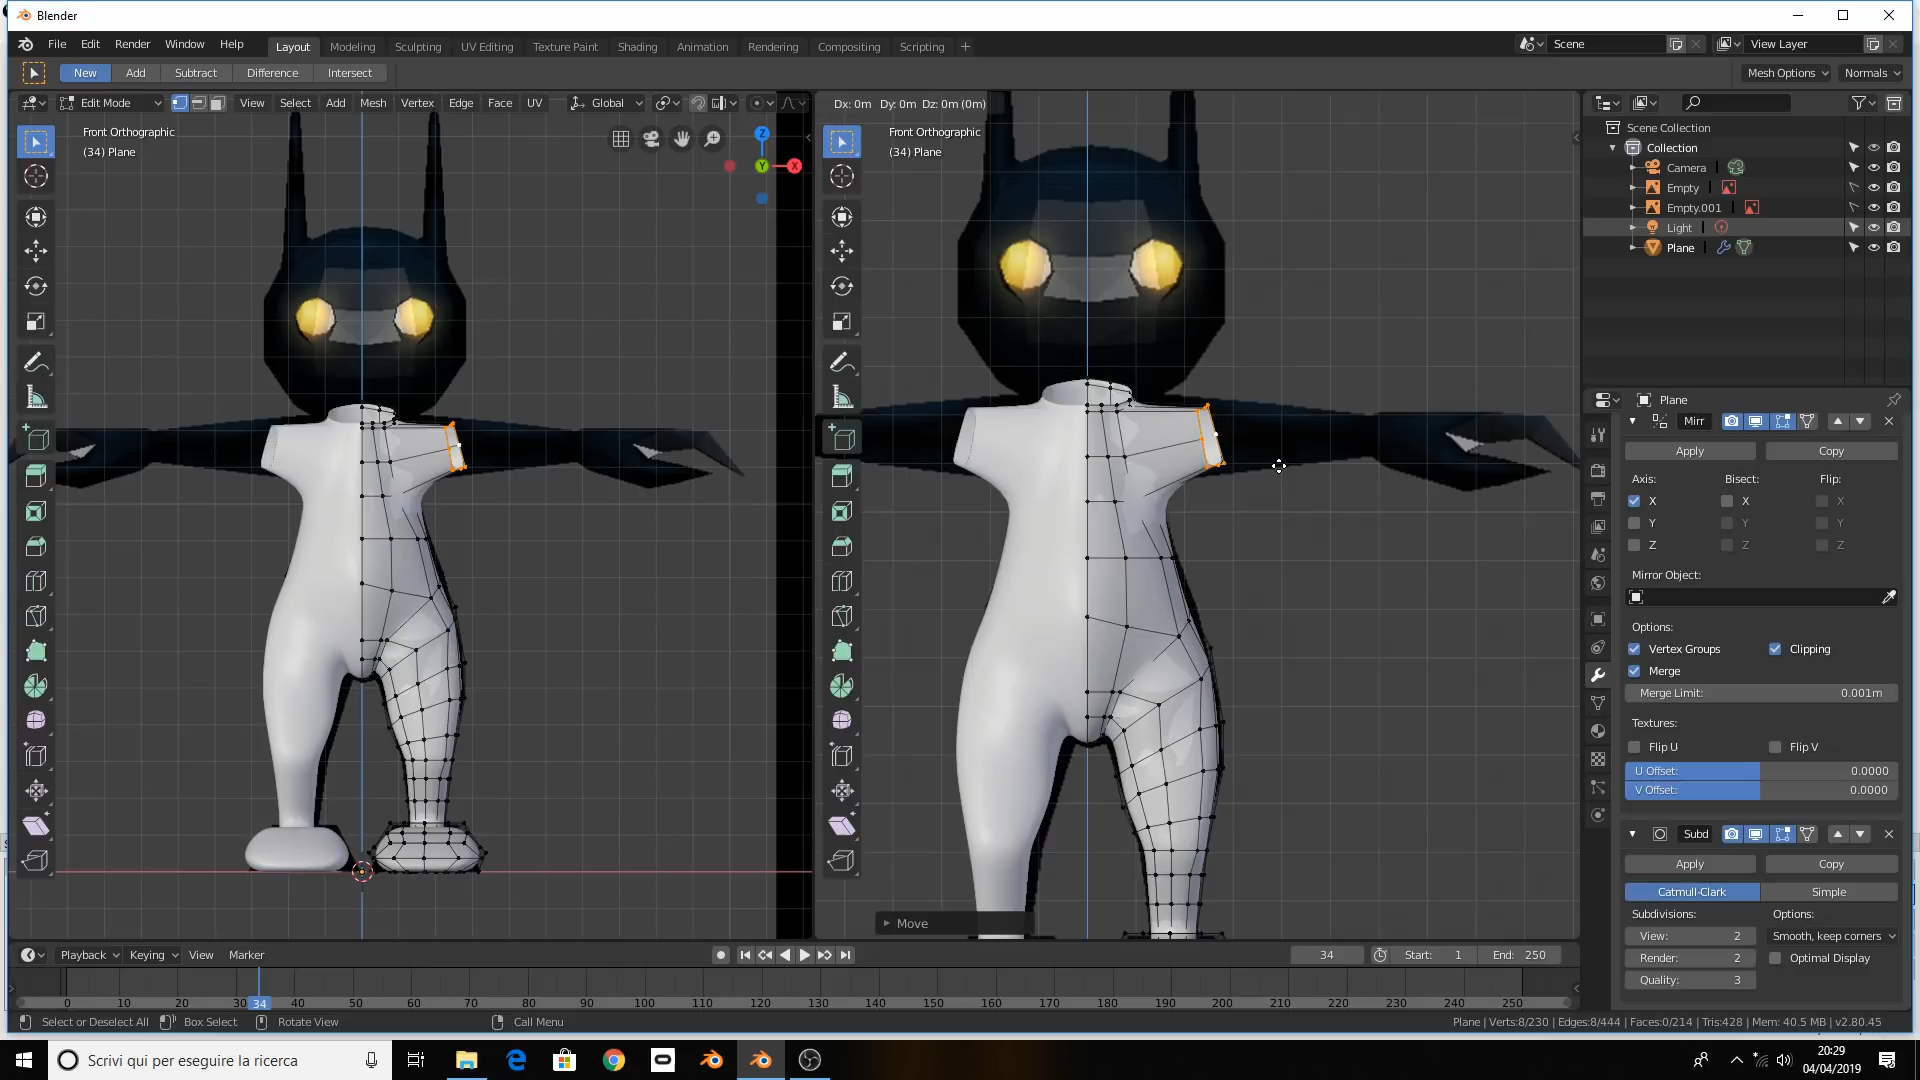 Blender
File Edit Render Window Help
Layout Modeling Sculpting UV Editing Texture Paint Shading Animation Rendering Compositing Scripting +
Scene
View Layer
New Add Subtract Difference Intersect
Mesh Options Normals
Edit Mode View Select Add Mesh Vertex Edge Face UV Global
Dx: 0m Dy: 0m Dz: 0m (0m)
Front Orthographic
(34) Plane
Z
Y
X
Front Orthographic
(34) Plane
Move
Scene Collection
Collection
Camera
Empty
Empty.001
Light
Plane
Plane
Mirr
Apply Copy
Axis: Bisect: Flip:
X X X
Y Y Y
Z Z Z
Mirror Object:
Options:
Vertex Groups Clipping
Merge
Merge Limit: 0.001m
Textures:
Flip U Flip V
U Offset: 0.0000
V Offset: 0.0000
Subd
Apply Copy
Catmull-Clark Simple
Subdivisions: Options:
View: 2 Smooth, keep corners
Render: 2 Optimal Display
Quality: 3
Playback Keying View Marker
34 Start: 1 End: 250
0 10 20 30 34 40 50 60 70 80 90 100 110 120 130 140 150 160 170 180 190 200 210 220 230 240 250
Select or Deselect All Box Select Rotate View Call Menu
Plane | Verts:8/230 | Edges:8/444 | Faces:0/214 | Tris:428 | Mem: 40.5 MB | v2.80.45
Scrivi qui per eseguire la ricerca
20:29
04/04/2019